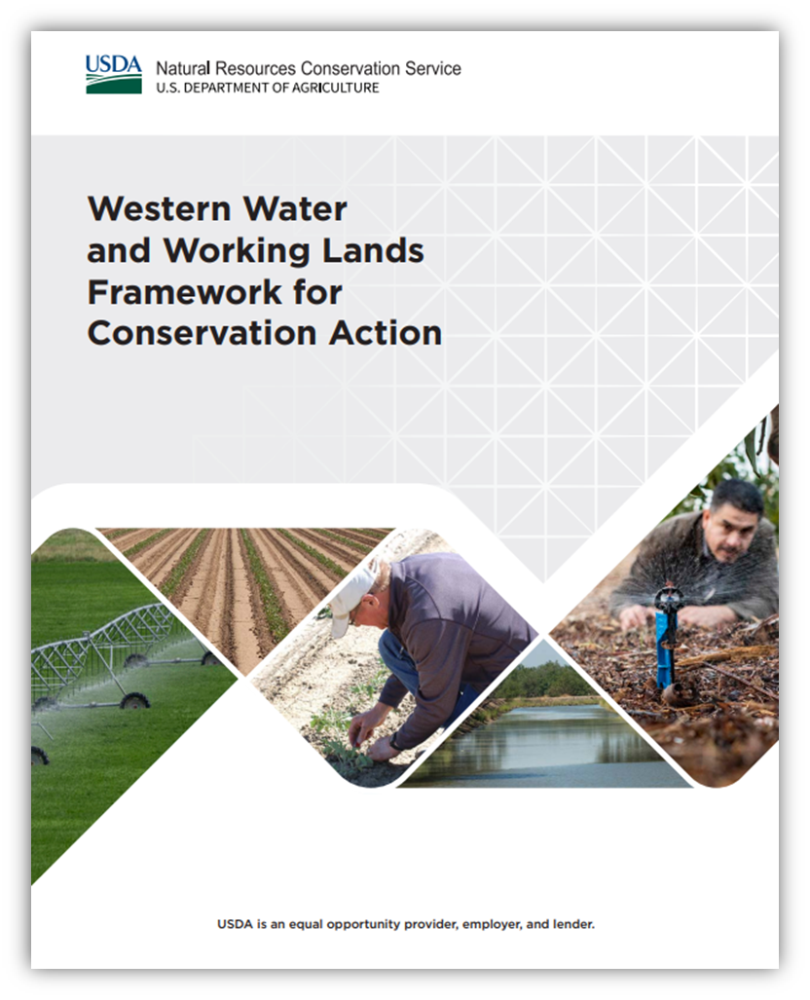 USDA
Natural Resources Conservation Service
U.S. DEPARTMENT OF AGRICULTURE
Western Water
and Working Lands
Framework for
Conservation Action
USDA is an equal opportunity provider, employer, and lender.